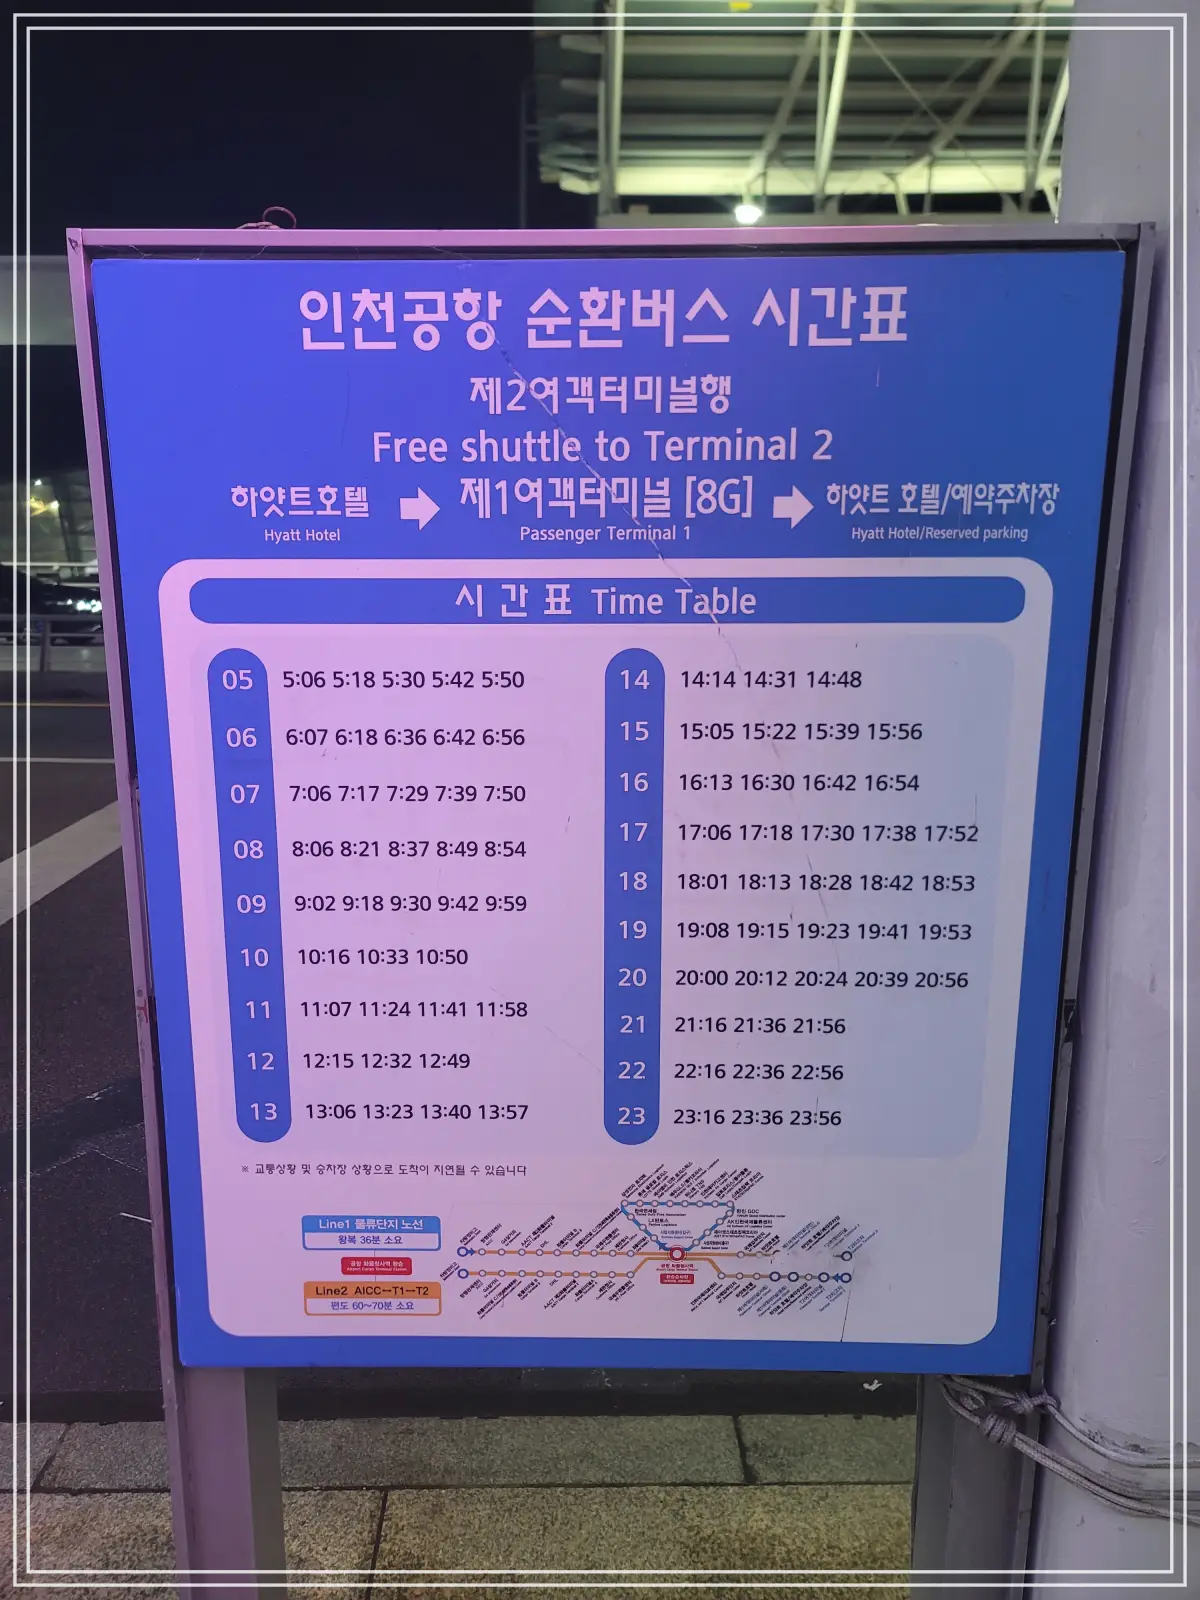 인천공항 순환버스 시간표
제2여객터미널행
Free shuttle to Terminal 2
하얏트호텔 제1여객터미널 [8G] 하얏트 호텔/예약주차장
Hyatt Hotel Passenger Terminal 1 Hyatt Hotel/Reserved parking
시 간 표 Time Table
05 5:06 5:18 5:30 5:42 5:50
06 6:07 6:18 6:36 6:42 6:56
07 7:06 7:17 7:29 7:39 7:50
08 8:06 8:21 8:37 8:49 8:54
09 9:02 9:18 9:30 9:42 9:59
10 10:16 10:33 10:50
11 11:07 11:24 11:41 11:58
12 12:15 12:32 12:49
13 13:06 13:23 13:40 13:57
14 14:14 14:31 14:48
15 15:05 15:22 15:39 15:56
16 16:13 16:30 16:42 16:54
17 17:06 17:18 17:30 17:38 17:52
18 18:01 18:13 18:28 18:42 18:53
19 19:08 19:15 19:23 19:41 19:53
20 20:00 20:12 20:24 20:39 20:56
21 21:16 21:36 21:56
22 22:16 22:36 22:56
23 23:16 23:36 23:56
※ 교통상황 및 승차장 상황으로 도착이 지연될 수 있습니다
Line1 물류단지 노선
왕복 36분 소요
공항 화물청사역 환승
Airport Cargo Terminal Station
Line2 AICC↔T1↔T2
편도 60~70분 소요